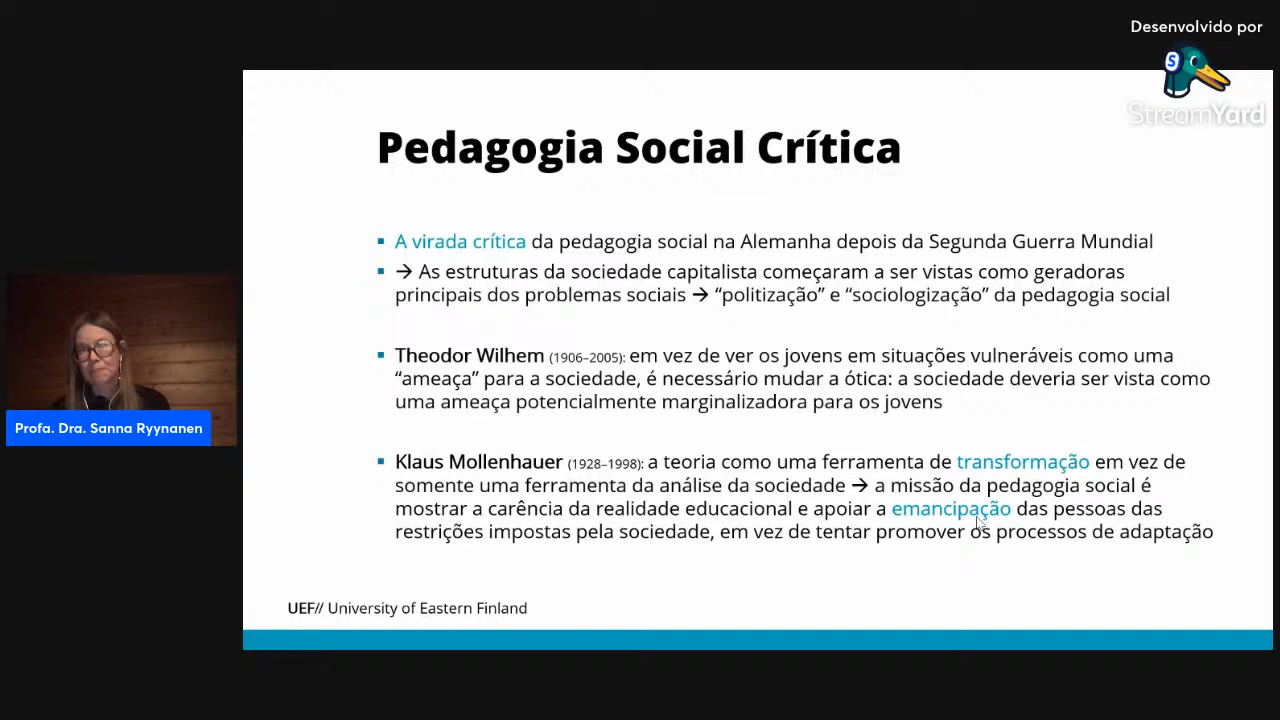 Desenvolvido por
S
StreamYard
Pedagogia Social Crítica
▪ A virada crítica da pedagogia social na Alemanha depois da Segunda Guerra Mundial
▪ → As estruturas da sociedade capitalista começaram a ser vistas como geradoras
principais dos problemas sociais → “politização” e “sociologização” da pedagogia social
▪ Theodor Wilhem (1906–2005): em vez de ver os jovens em situações vulneráveis como uma
“ameaça” para a sociedade, é necessário mudar a ótica: a sociedade deveria ser vista como
uma ameaça potencialmente marginalizadora para os jovens
▪ Klaus Mollenhauer (1928–1998): a teoria como uma ferramenta de transformação em vez de
somente uma ferramenta da análise da sociedade → a missão da pedagogia social é
mostrar a carência da realidade educacional e apoiar a emancipação das pessoas das
restrições impostas pela sociedade, em vez de tentar promover os processos de adaptação
Profa. Dra. Sanna Ryynanen
UEF// University of Eastern Finland